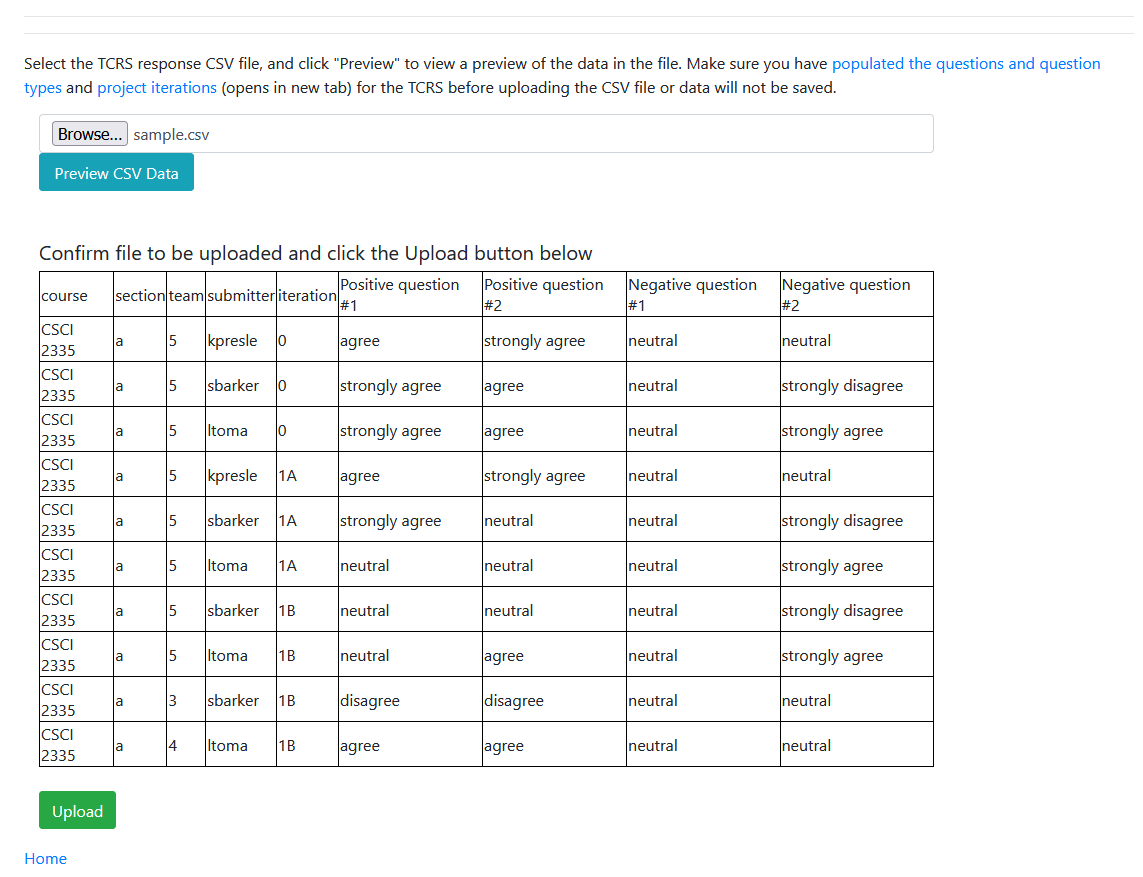 Select the TCRS response CSV file, and click "Preview" to view a preview of the data in the file. Make sure you have populated the questions and question
types and project iterations (opens in new tab) for the TCRS before uploading the CSV file or data will not be saved.
Browse... sample.csv
Preview CSV Data
Confirm file to be uploaded and click the Upload button below
course section team submitter iteration Positive question #1 Positive question #2 Negative question #1 Negative question #2
CSCI 2335 a 5 kpresle 0 agree strongly agree neutral neutral
CSCI 2335 a 5 sbarker 0 strongly agree agree neutral strongly disagree
CSCI 2335 a 5 ltoma 0 strongly agree agree neutral strongly agree
CSCI 2335 a 5 kpresle 1A agree strongly agree neutral neutral
CSCI 2335 a 5 sbarker 1A strongly agree neutral neutral strongly disagree
CSCI 2335 a 5 ltoma 1A neutral neutral neutral strongly agree
CSCI 2335 a 5 sbarker 1B neutral neutral neutral strongly disagree
CSCI 2335 a 5 ltoma 1B neutral agree neutral strongly agree
CSCI 2335 a 3 sbarker 1B disagree disagree neutral neutral
CSCI 2335 a 4 ltoma 1B agree agree neutral neutral
Upload
Home